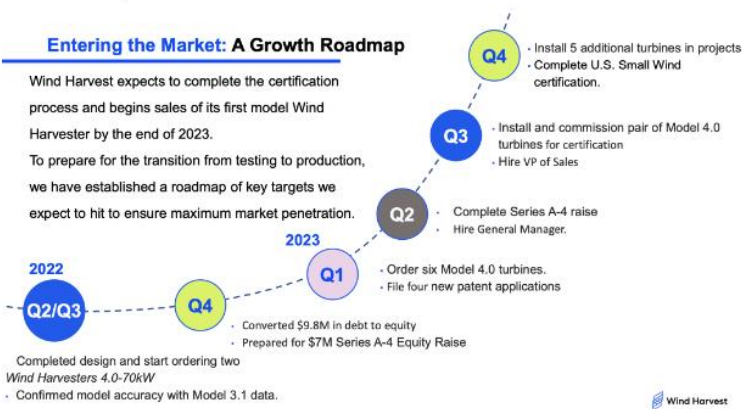 Entering the Market: A Growth Roadmap
Wind Harvest expects to complete the certification
process and begins sales of its first model Wind
Harvester by the end of 2023.
To prepare for the transition from testing to production,
we have established a roadmap of key targets we
expect to hit to ensure maximum market penetration.
2022
Q2/Q3
Completed design and start ordering two
Wind Harvesters 4.0-70kW
• Confirmed model accuracy with Model 3.1 data.
Q4
• Converted $9.8M in debt to equity
• Prepared for $7M Series A-4 Equity Raise
2023
Q1
• Order six Model 4.0 turbines.
• File four new patent applications
Q2
• Complete Series A-4 raise
• Hire General Manager.
Q3
• Install and commission pair of Model 4.0
turbines for certification
• Hire VP of Sales
Q4
• Install 5 additional turbines in projects
• Complete U.S. Small Wind
certification.
Wind Harvest